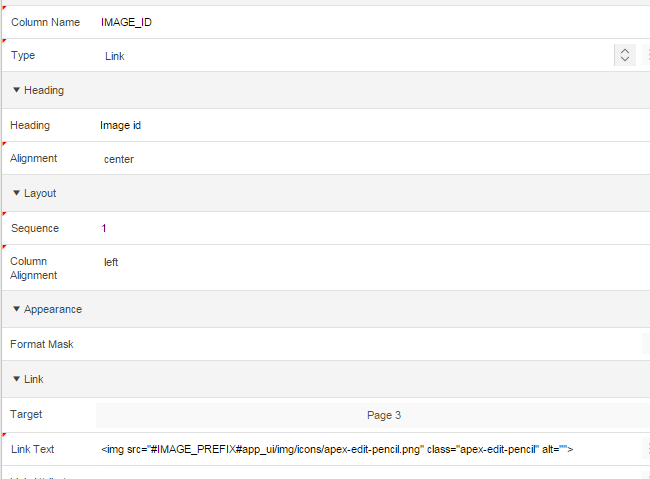 Column Name IMAGE_ID
Type Link
Heading
Heading Image id
Alignment center
Layout
Sequence 1
Column
Alignment left
Appearance
Format Mask
Link
Target Page 3
Link Text <img src="#IMAGE_PREFIX#app_ui/img/icons/apex-edit-pencil.png" class="apex-edit-pencil" alt="">